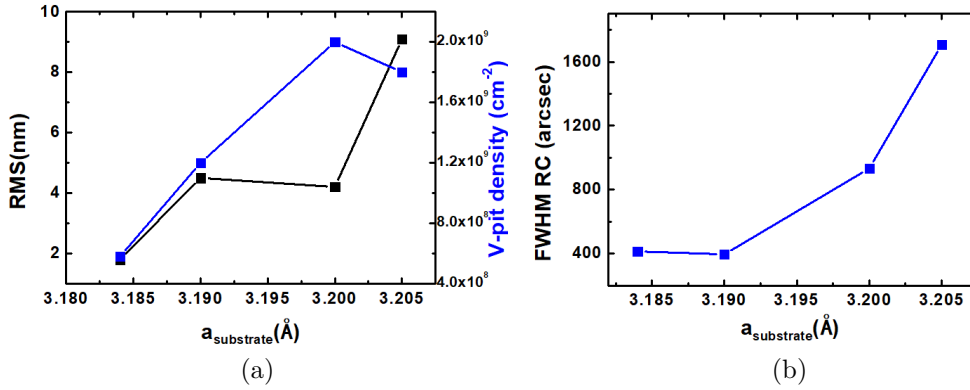 10
8
6
4
2
RMS(nm)
3.180 3.185 3.190 3.195 3.200 3.205
a_substrate(Å)
2.0x10^9
1.6x10^9
1.2x10^9
8.0x10^8
4.0x10^8
V-pit density (cm^-2)
(a)
1600
1200
800
400
FWHM RC (arcsec)
3.185 3.190 3.195 3.200 3.205
a_substrate(Å)
(b)